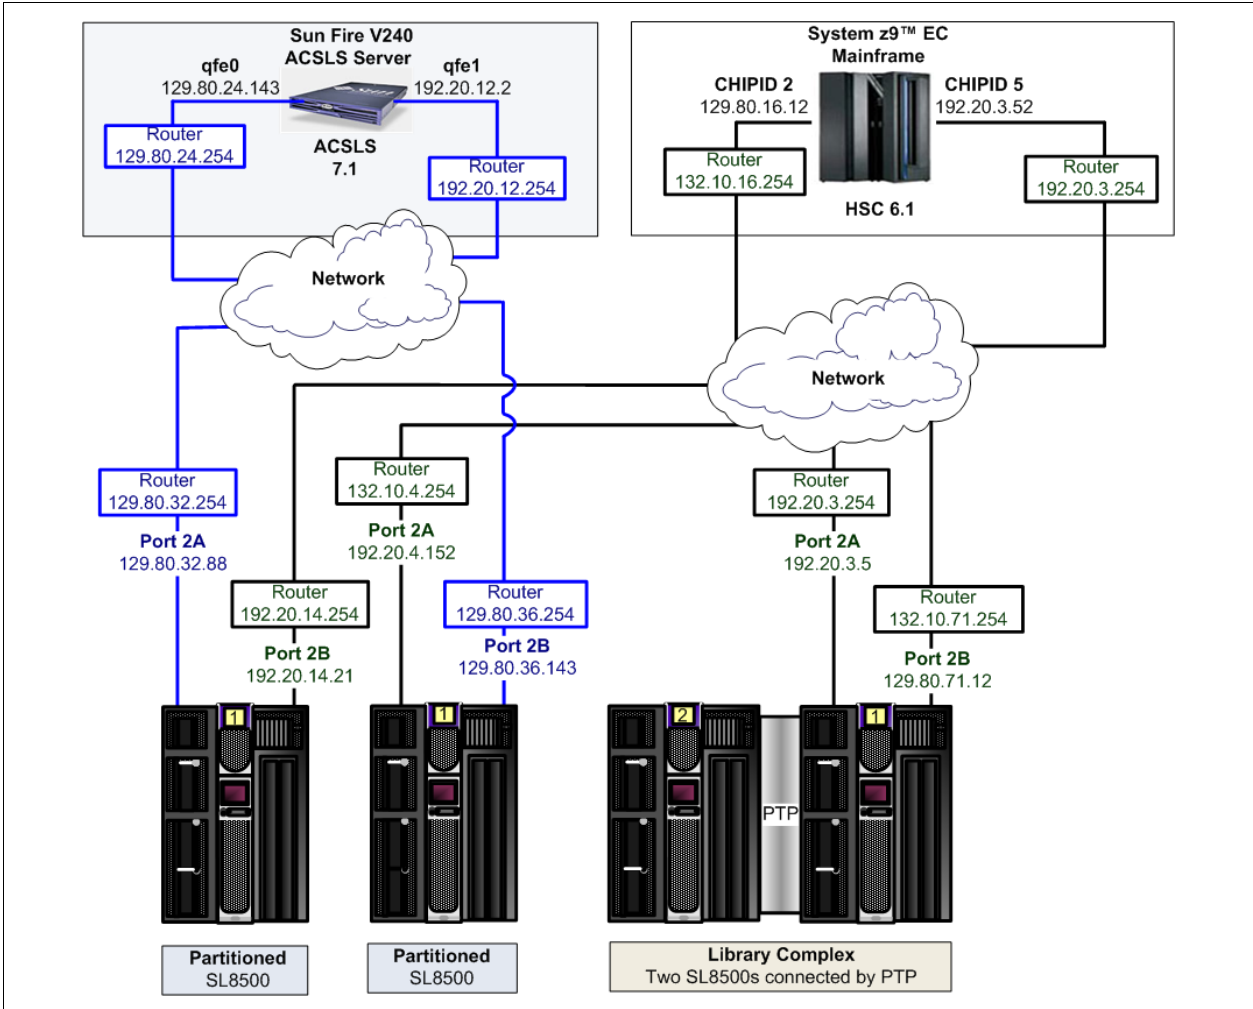 Sun Fire V240
ACSLS Server
qfe0
129.80.24.143
qfe1
192.20.12.2
Router
129.80.24.254
ACSLS
7.1
Router
192.20.12.254
System z9™ EC
Mainframe
CHIPID 2
129.80.16.12
CHIPID 5
192.20.3.52
Router
132.10.16.254
Router
192.20.3.254
HSC 6.1
Network
Network
Router
129.80.32.254
Port 2A
129.80.32.88
Router
132.10.4.254
Port 2A
192.20.4.152
Router
192.20.3.254
Port 2A
192.20.3.5
Router
192.20.14.254
Port 2B
192.20.14.21
Router
129.80.36.254
Port 2B
129.80.36.143
Router
132.10.71.254
Port 2B
129.80.71.12
1
1
2
1
PTP
Partitioned
SL8500
Partitioned
SL8500
Library Complex
Two SL8500s connected by PTP